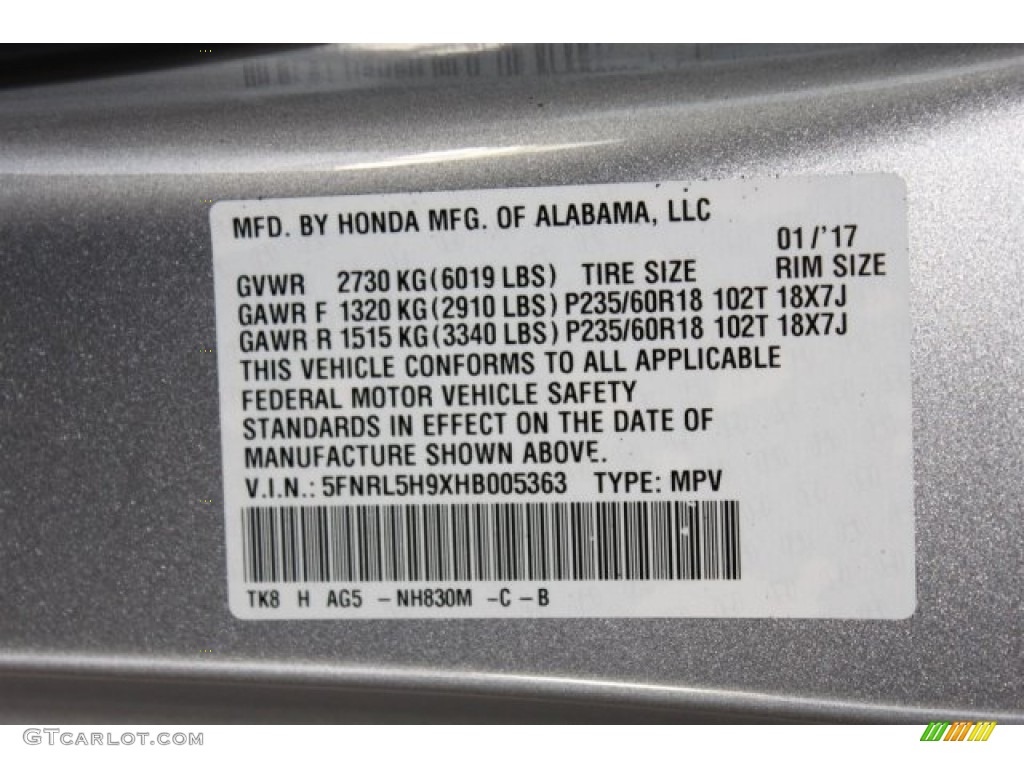 MFD. BY HONDA MFG. OF ALABAMA, LLC
01/'17
GVWR 2730 KG(6019 LBS) TIRE SIZE RIM SIZE
GAWR F 1320 KG(2910 LBS) P235/60R18 102T 18X7J
GAWR R 1515 KG(3340 LBS) P235/60R18 102T 18X7J
THIS VEHICLE CONFORMS TO ALL APPLICABLE
FEDERAL MOTOR VEHICLE SAFETY
STANDARDS IN EFFECT ON THE DATE OF
MANUFACTURE SHOWN ABOVE.
V.I.N.: 5FNRL5H9XHB005363 TYPE: MPV
TK8 H AG5 -NH830M -C -B
GTCARLOT.COM